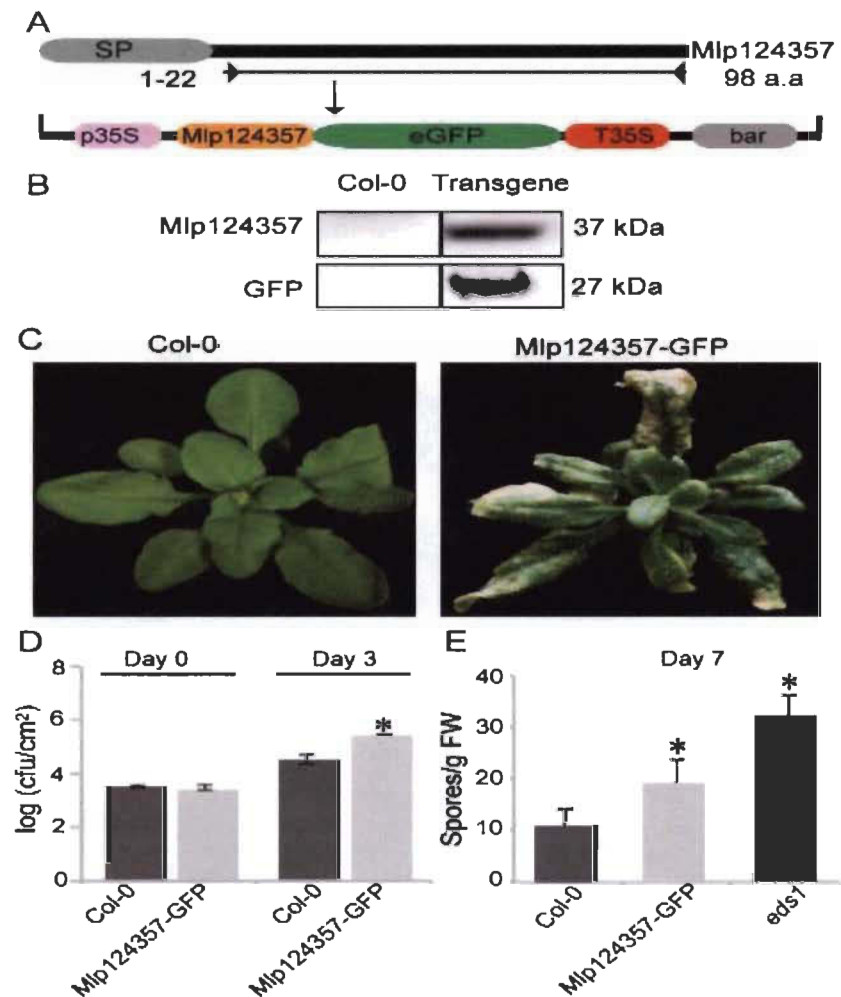 A
SP
Mlp124357
1-22
98 a.a
p35S
Mlp124357
eGFP
T35S
bar
B
Col-0
Transgene
Mlp124357
37 kDa
GFP
27 kDa
C
Col-0
Mlp124357-GFP
D
Day 0
Day 3
log (cfu/cm²)
8
6
4
2
0
*
Col-0
Mlp124357-GFP
Col-0
Mlp124357-GFP
E
Day 7
Spores/g FW
40
30
20
10
0
*
*
Col-0
Mlp124357-GFP
eds1